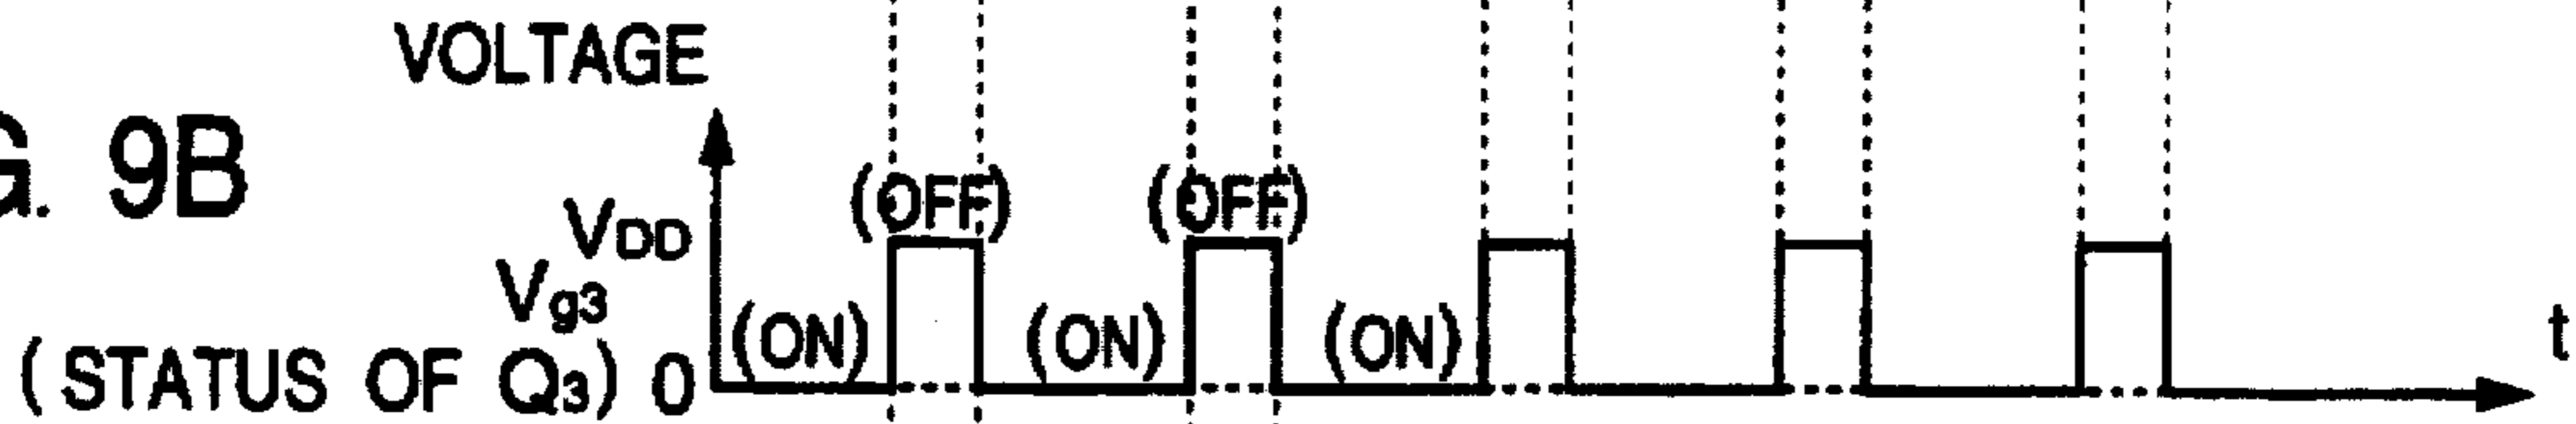 VOLTAGE
G. 9B
(OFF) (OFF)
VDD
Vg3
(ON) (ON) (ON) t
(STATUS OF Q3) 0